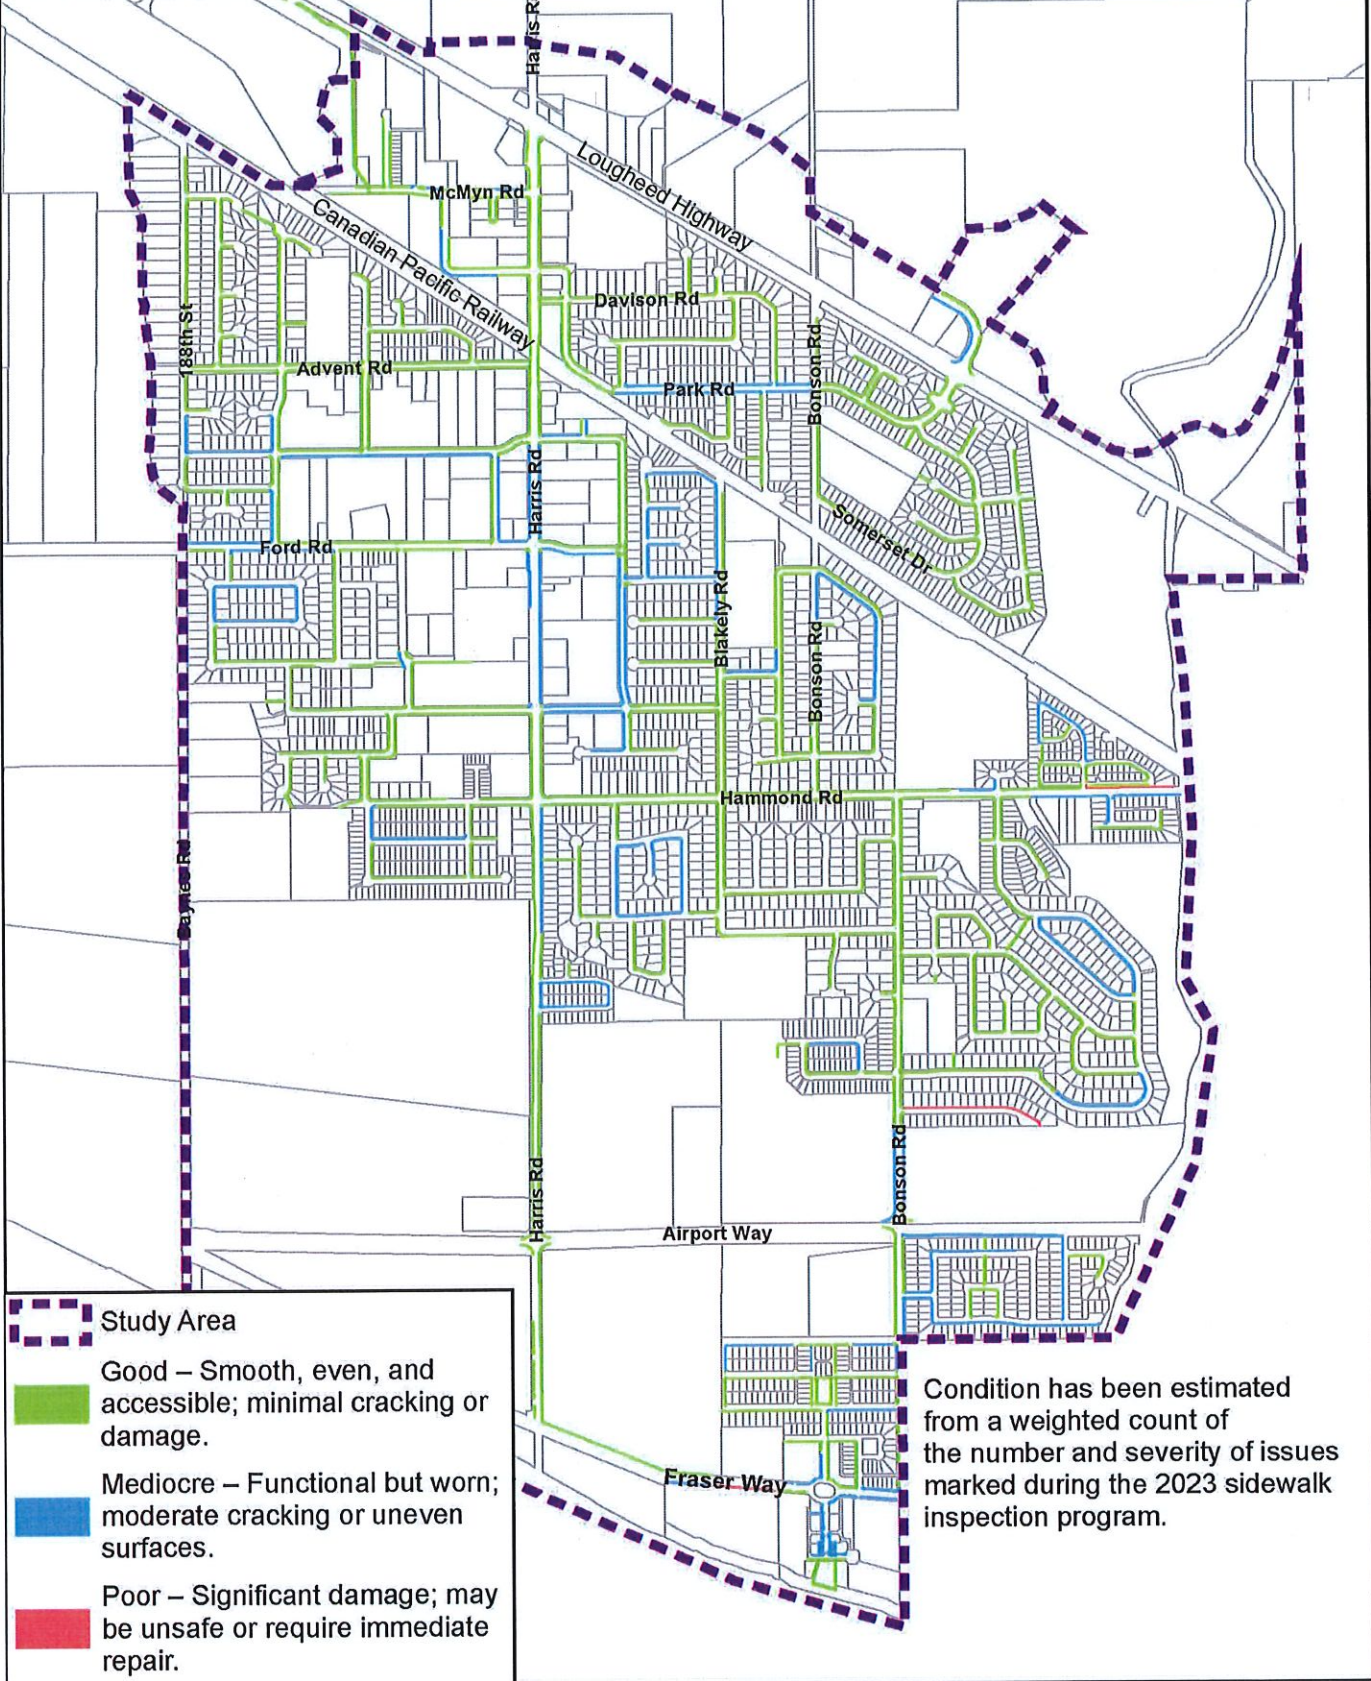 Harris R
Lougheed Highway
McMyn Rd
Canadian Pacific Railway
Davison Rd
188th St
Advent Rd
Park Rd
Bonson Rd
Harris Rd
Somerset Dr
Ford Rd
Blakely Rd
Bonson Rd
Hammond Rd
Baynes Rd
Harris Rd
Bonson Rd
Airport Way
Fraser Way
Study Area
Good – Smooth, even, and
accessible; minimal cracking or
damage.
Mediocre – Functional but worn;
moderate cracking or uneven
surfaces.
Poor – Significant damage; may
be unsafe or require immediate
repair.
Condition has been estimated
from a weighted count of
the number and severity of issues
marked during the 2023 sidewalk
inspection program.